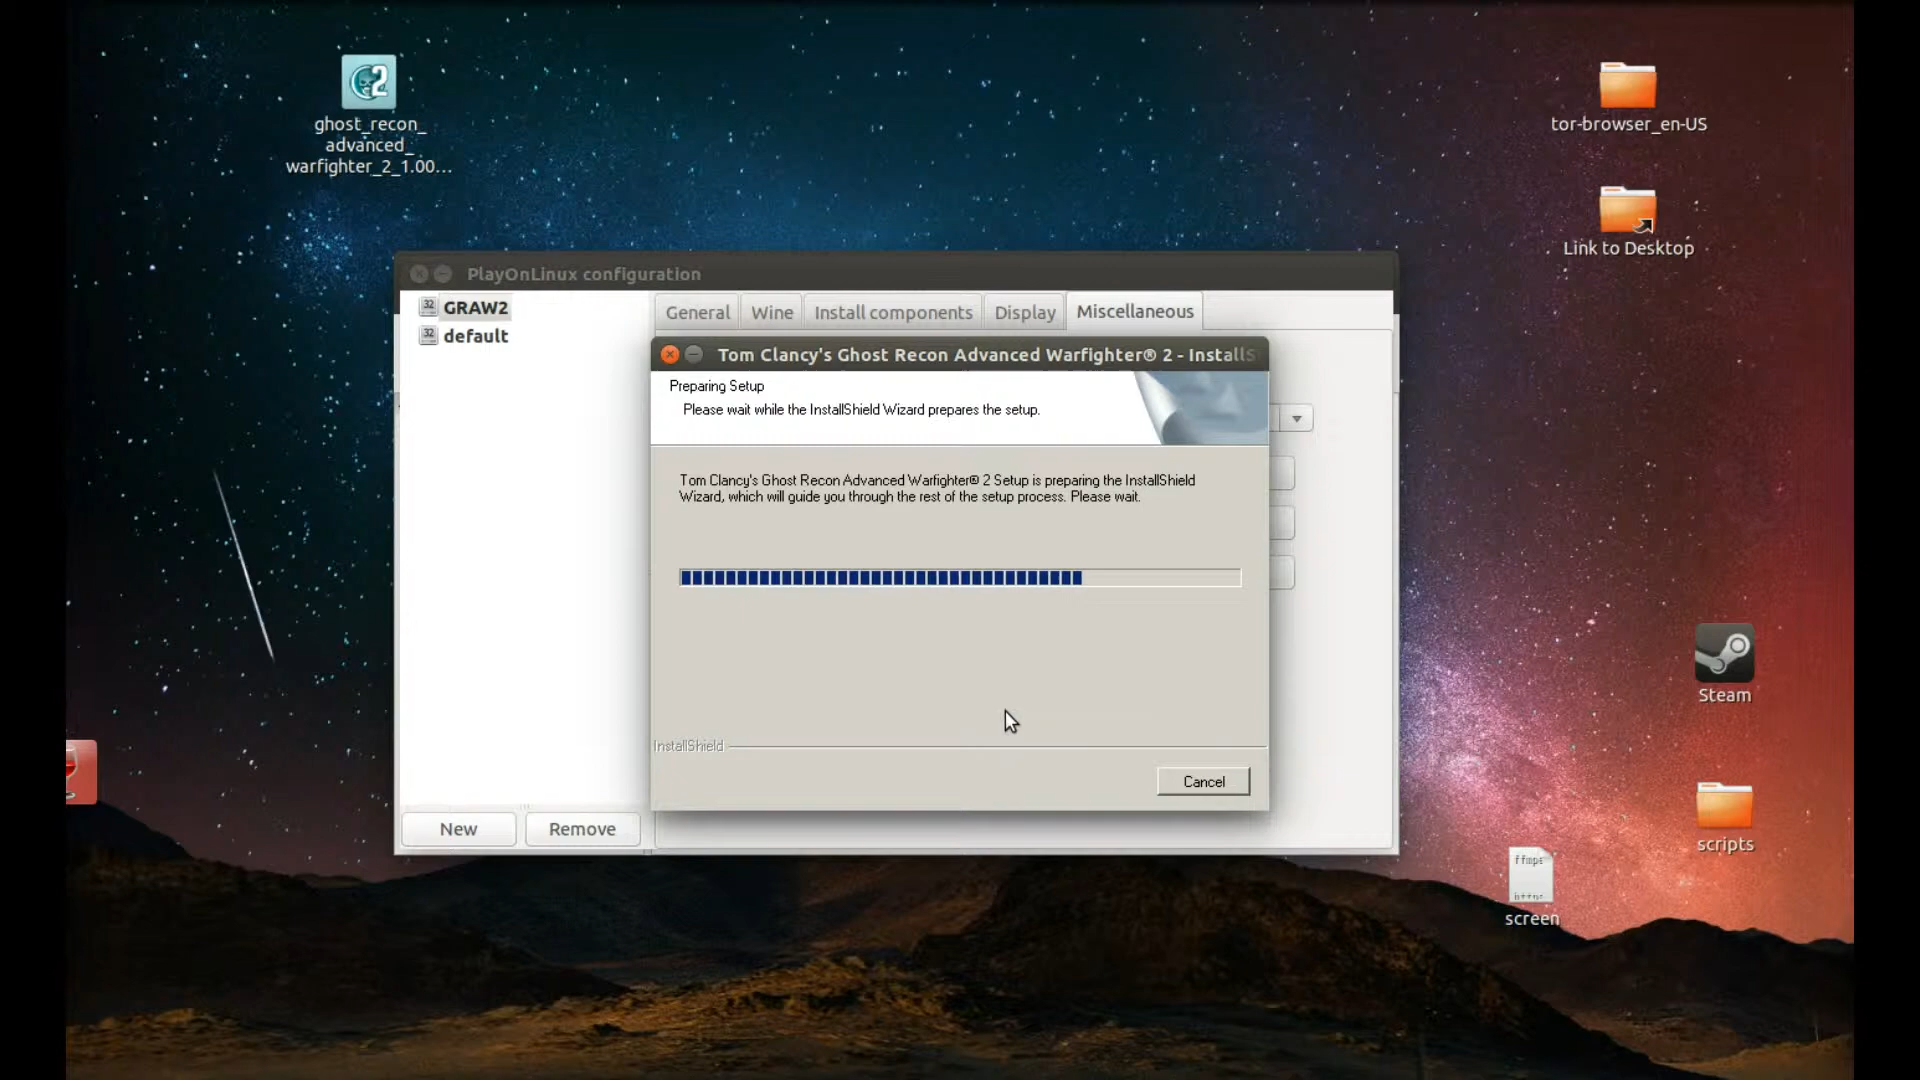 ghost_recon_
advanced_
warfighter_2_1.00...
tor-browser_en-US
Link to Desktop
PlayOnLinux configuration
32 GRAW2
32 default
General Wine Install components Display Miscellaneous
Tom Clancy's Ghost Recon Advanced Warfighter® 2 - InstallS
Preparing Setup
Please wait while the InstallShield Wizard prepares the setup.
Tom Clancy's Ghost Recon Advanced Warfighter® 2 Setup is preparing the InstallShield
Wizard, which will guide you through the rest of the setup process. Please wait.
InstallShield
Cancel
New Remove
Steam
scripts
screen